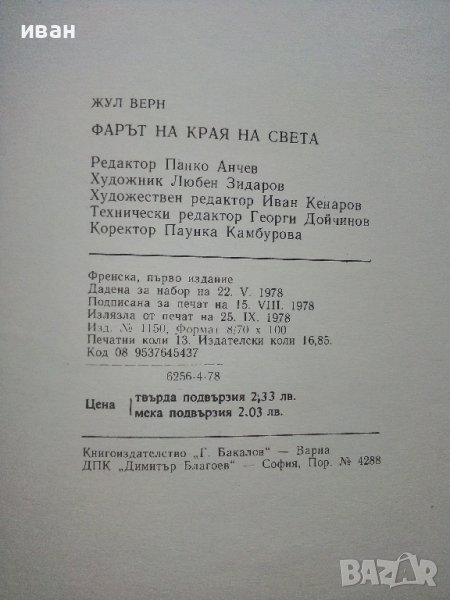 иван
ЖУЛ ВЕРН
ФАРЪТ НА КРАЯ НА СВЕТА
Редактор Панко Анчев
Художник Любен Зидаров
Художествен редактор Иван Кенаров
Технически редактор Георги Дойчинов
Коректор Паунка Камбурова
Френска, първо издание
Дадена за набор на 22. V. 1978
Подписана за печат на 15. VIII. 1978
Излязла от печат на 25. IX. 1978
Изд. № 1150, Формат 8/70 x 100
Печатни коли 13. Издателски коли 16,85.
Код 08 9537645437
6256-4-78
Цена
твърда подвързия 2,33 лв.
мека подвързия 2.03 лв.
Книгоиздателство „Г. Бакалов" — Варна
ДПК „Димитър Благоев" — София, Пор. № 4288
BAZAR